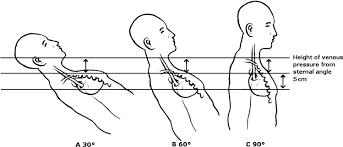 Height of venous
pressure from
sternal angle
5cm
A 30°
B 60°
C 90°